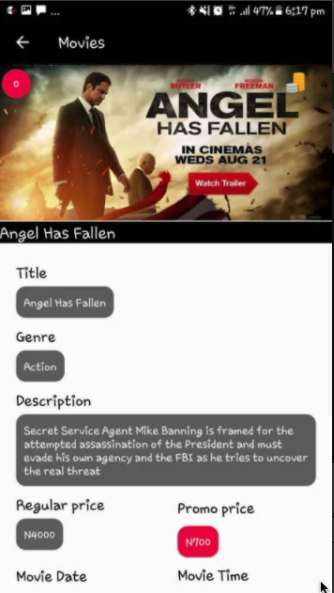 47% 6:17 pm
Movies
0
BUTLER FREEMAN
ANGEL
HAS FALLEN
IN CINEMAS
WEDS AUG 21
Watch Trailer
Angel Has Fallen
Title
Angel Has Fallen
Genre
Action
Description
Secret Service Agent Mike Banning is framed for the
attempted assassination of the President and must
evade his own agency and the FBI as he tries to uncover
the real threat
Regular price Promo price
N4000 N700
Movie Date Movie Time